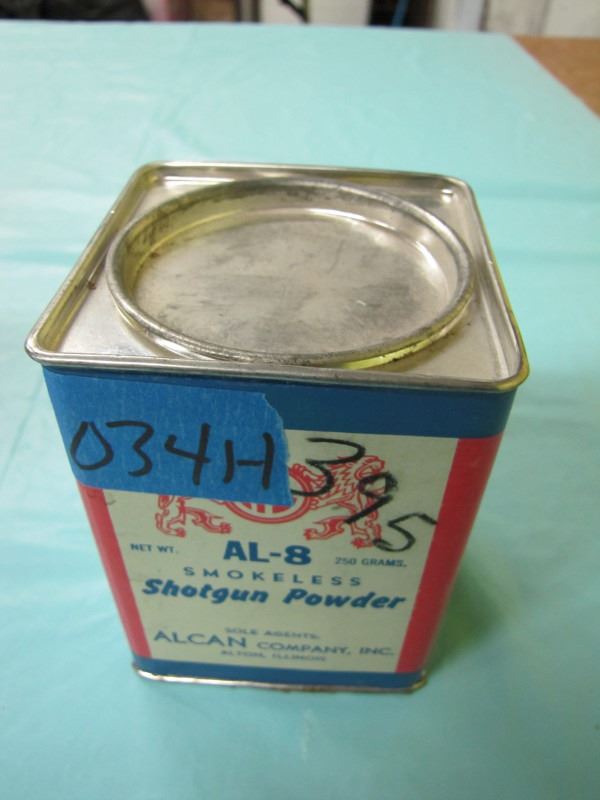 034H
395
NET WT. AL-8 250 GRAMS.
SMOKELESS
Shotgun Powder
SOLE AGENTS:
ALCAN COMPANY, INC.
ALTON, ILLINOIS